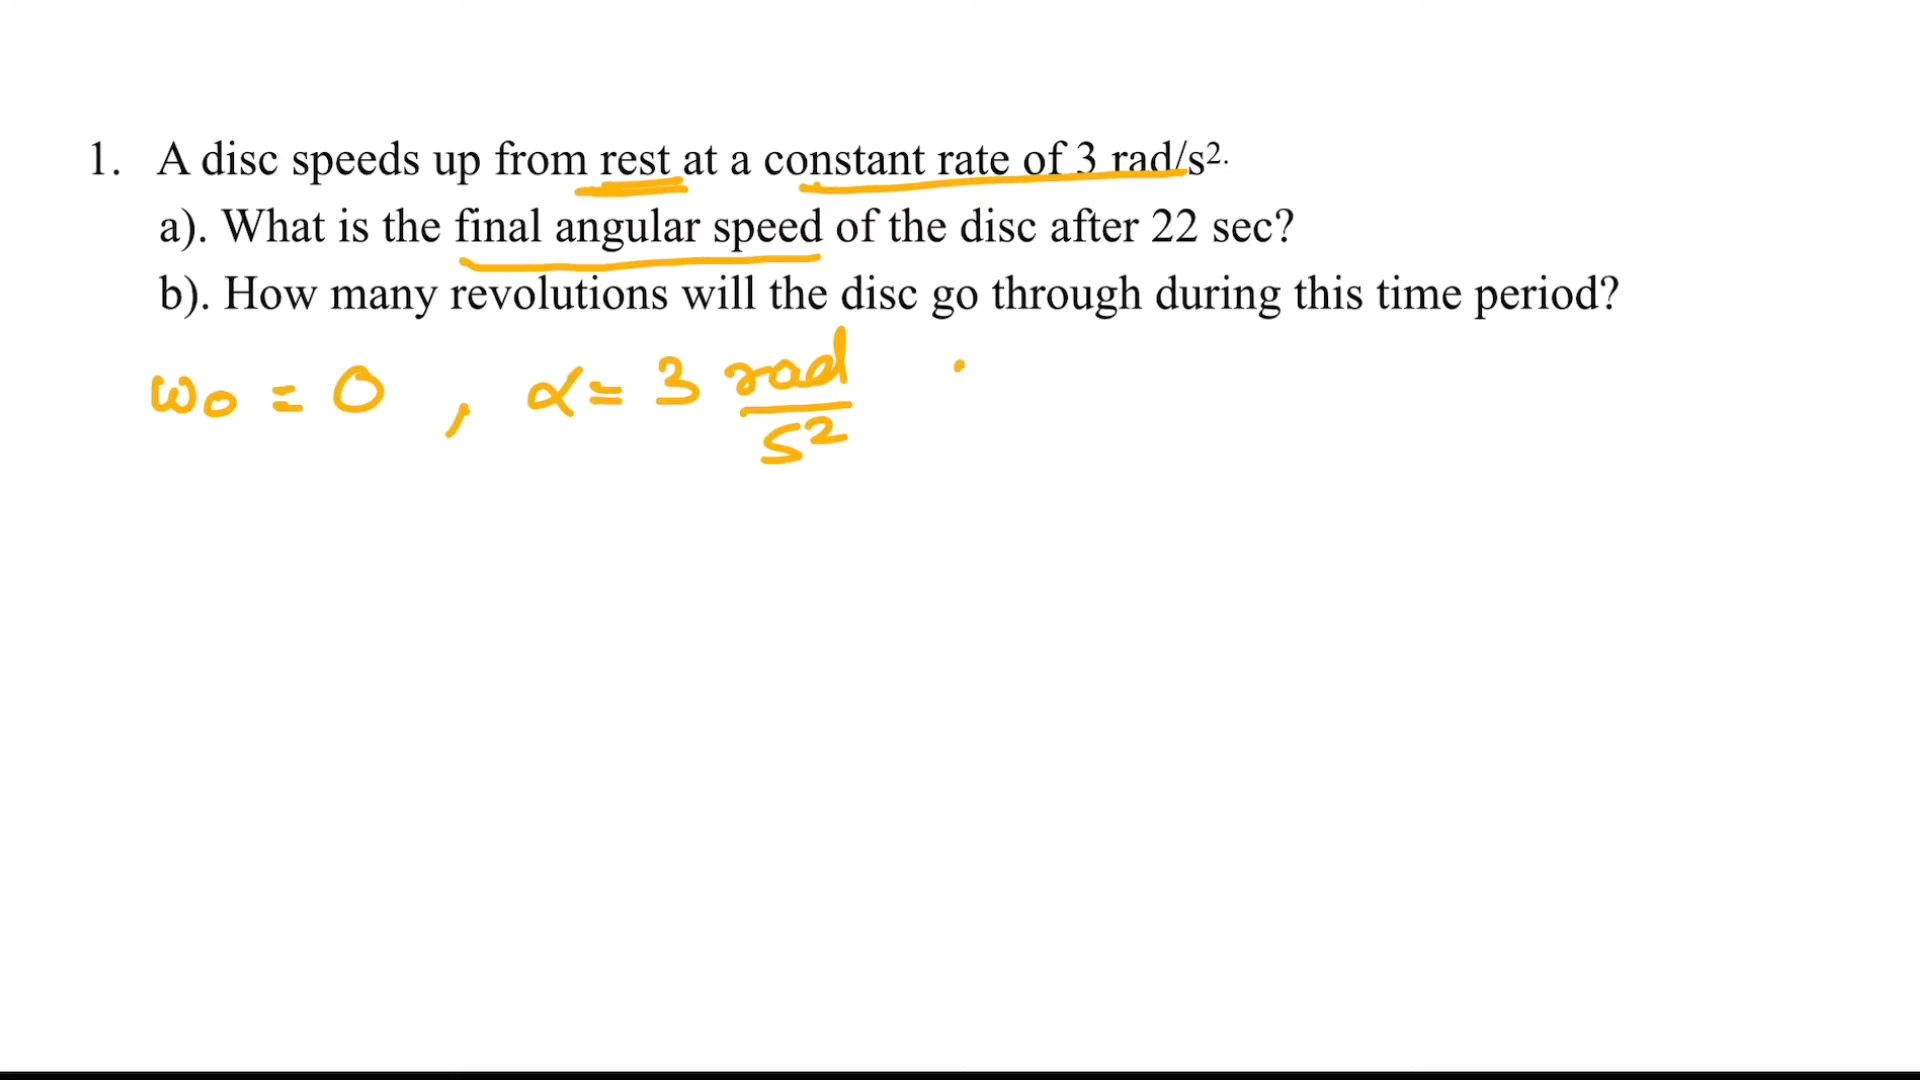 1. A disc speeds up from rest at a constant rate of 3 rad/s².
a). What is the final angular speed of the disc after 22 sec?
b). How many revolutions will the disc go through during this time period?
ω₀ = 0 , α = 3 rad/s²